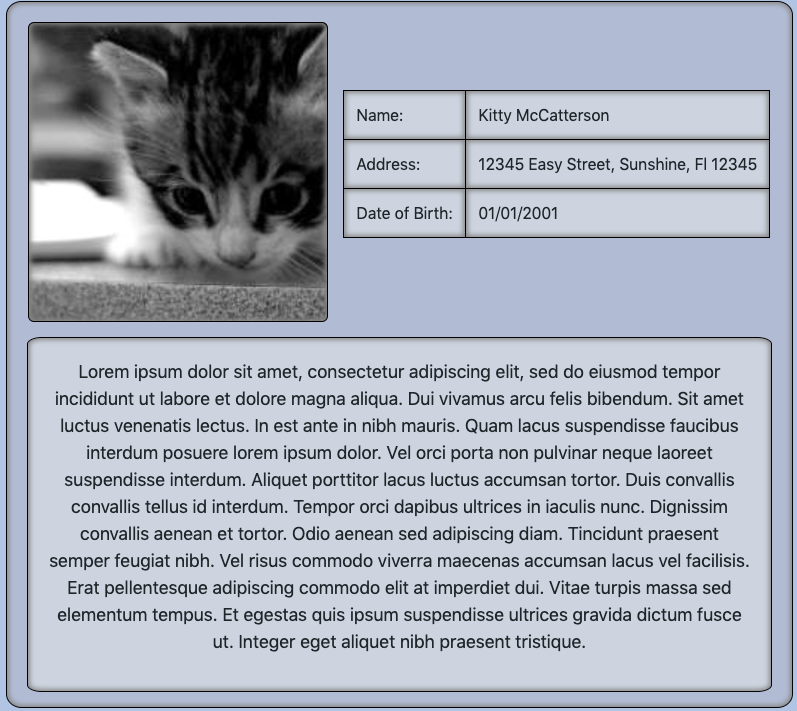 Name: Kitty McCatterson
Address: 12345 Easy Street, Sunshine, Fl 12345
Date of Birth: 01/01/2001
Lorem ipsum dolor sit amet, consectetur adipiscing elit, sed do eiusmod tempor
incididunt ut labore et dolore magna aliqua. Dui vivamus arcu felis bibendum. Sit amet
luctus venenatis lectus. In est ante in nibh mauris. Quam lacus suspendisse faucibus
interdum posuere lorem ipsum dolor. Vel orci porta non pulvinar neque laoreet
suspendisse interdum. Aliquet porttitor lacus luctus accumsan tortor. Duis convallis
convallis tellus id interdum. Tempor orci dapibus ultrices in iaculis nunc. Dignissim
convallis aenean et tortor. Odio aenean sed adipiscing diam. Tincidunt praesent
semper feugiat nibh. Vel risus commodo viverra maecenas accumsan lacus vel facilisis.
Erat pellentesque adipiscing commodo elit at imperdiet dui. Vitae turpis massa sed
elementum tempus. Et egestas quis ipsum suspendisse ultrices gravida dictum fusce
ut. Integer eget aliquet nibh praesent tristique.